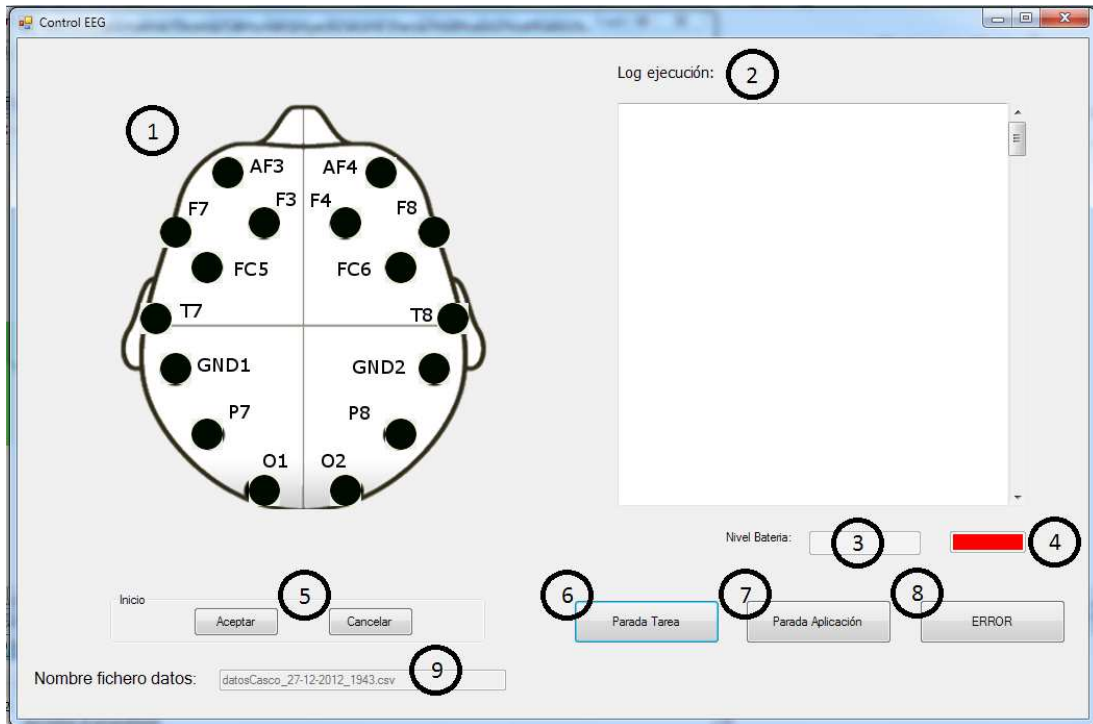 Control EEG
Log ejecución:
2
1
AF3 AF4
F7 F3 F4 F8
FC5 FC6
T7 T8
GND1 GND2
P7 P8
O1 O2
Nivel Bateria:
3
4
Inicio
5
Aceptar
Cancelar
6
Parada Tarea
7
Parada Aplicación
8
ERROR
Nombre fichero datos:
datosCasco_27-12-2012_1943.csv
9